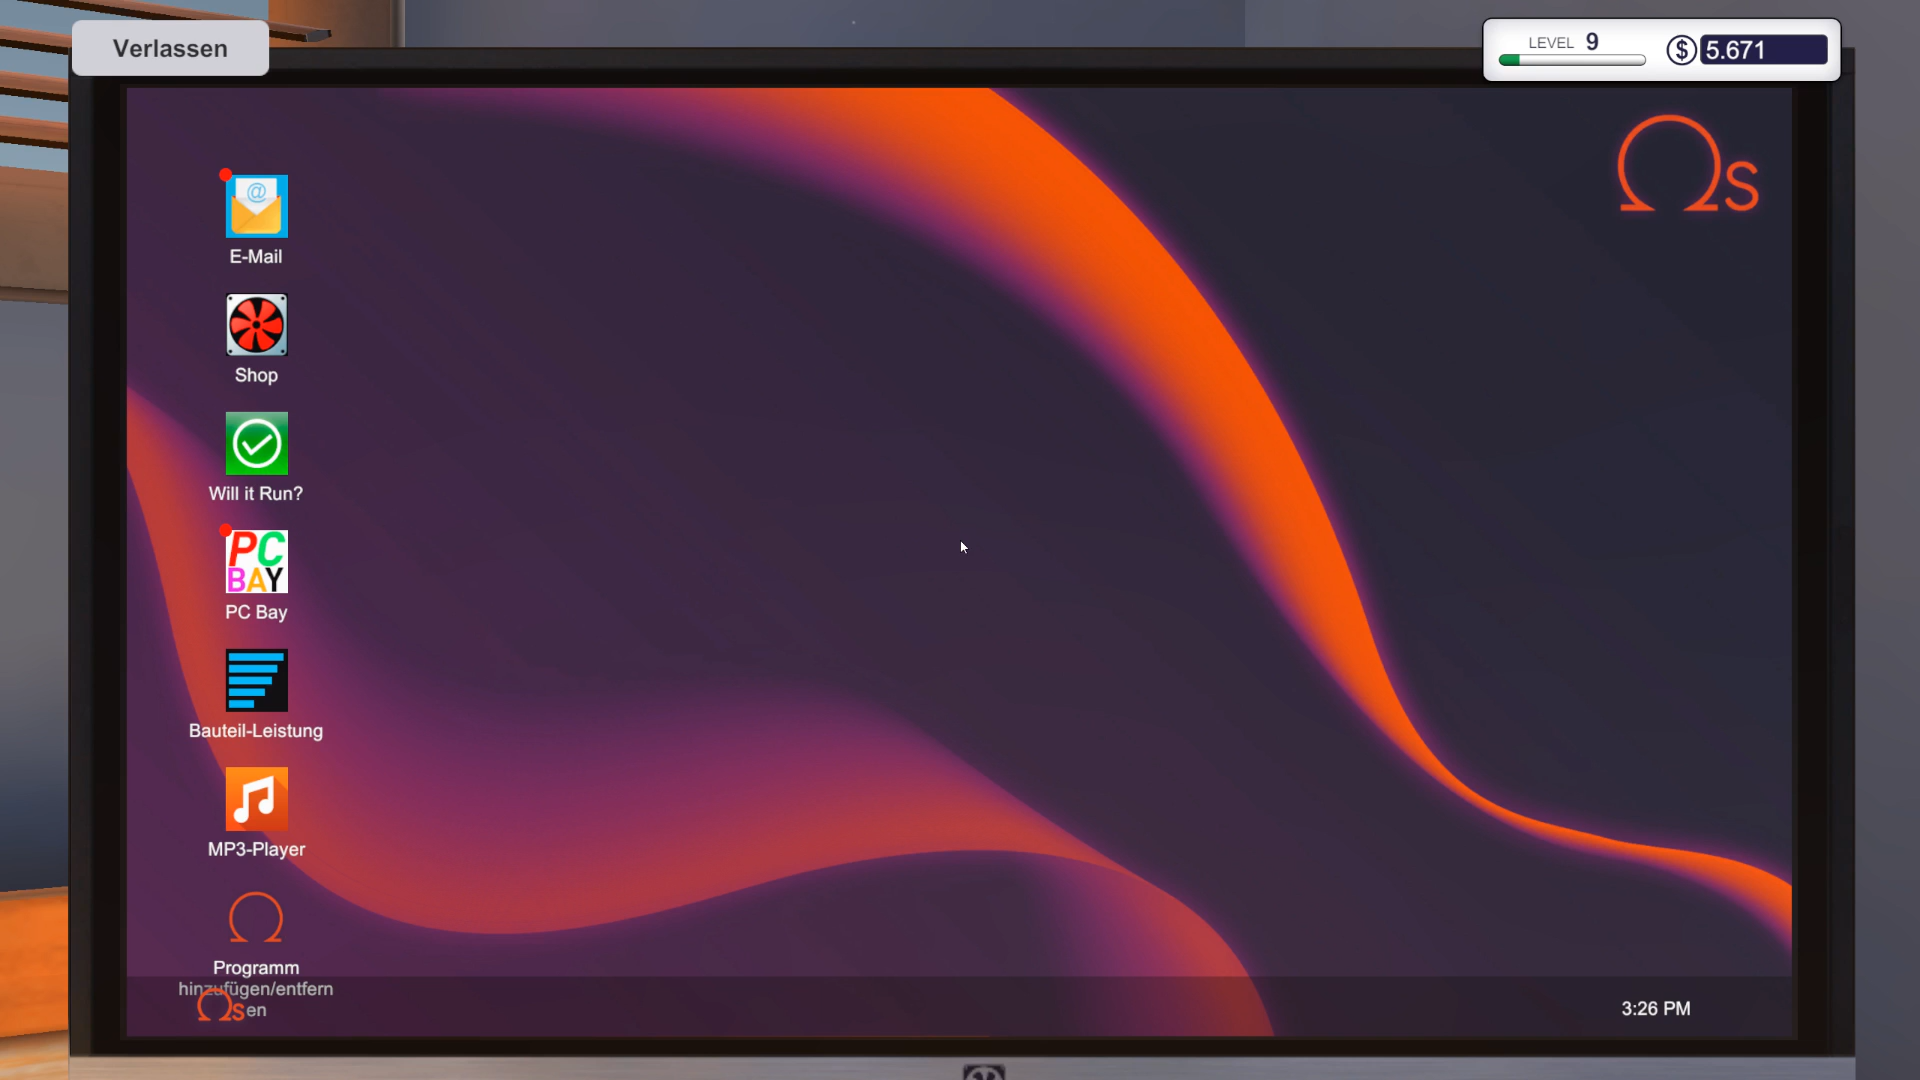 Verlassen
LEVEL 9
$ 5.671
Ωs
@
E-Mail
Shop
Will it Run?
PC
BAY
PC Bay
Bauteil-Leistung
MP3-Player
Ω
Programm
hinzufügen/entfern
en
Ωs
3:26 PM